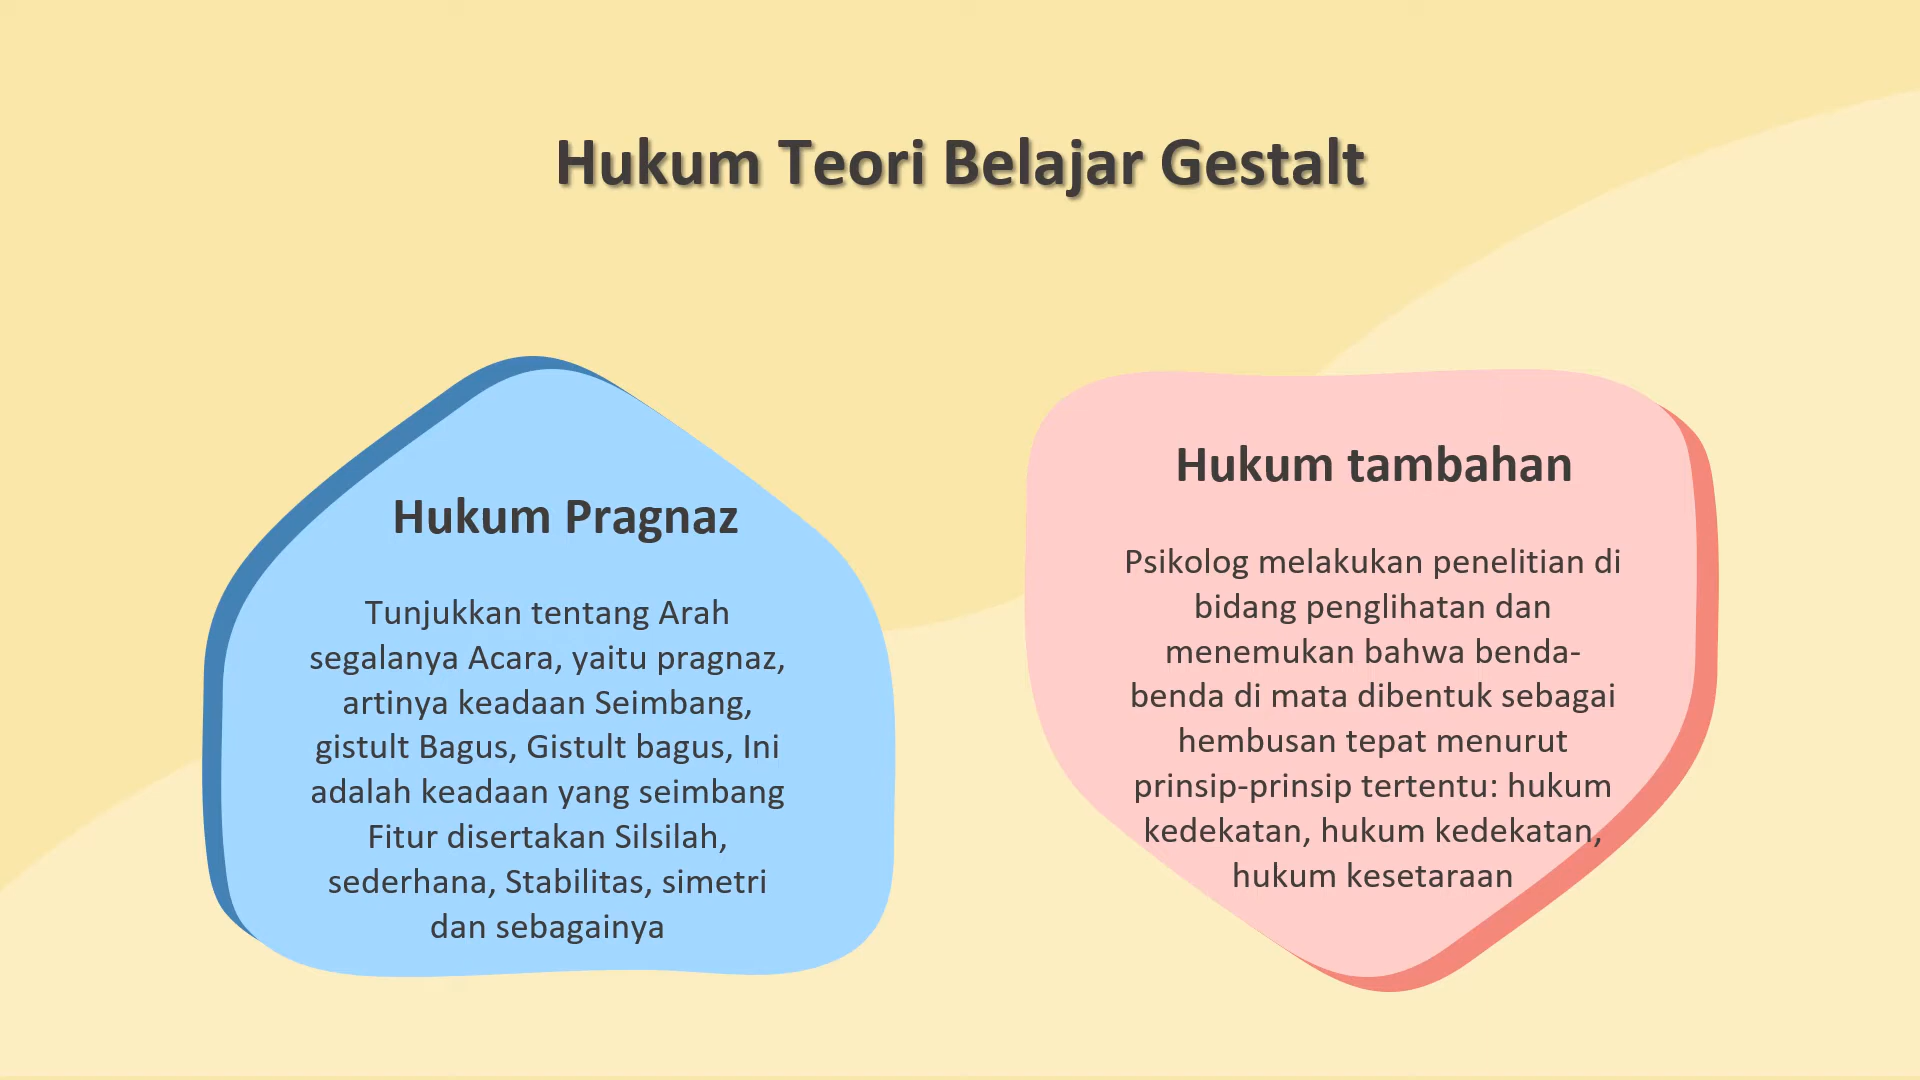 Hukum Teori Belajar Gestalt
Hukum Pragnaz
Tunjukkan tentang Arah
segalanya Acara, yaitu pragnaz,
artinya keadaan Seimbang,
gistult Bagus, Gistult bagus, Ini
adalah keadaan yang seimbang
Fitur disertakan Silsilah,
sederhana, Stabilitas, simetri
dan sebagainya
Hukum tambahan
Psikolog melakukan penelitian di
bidang penglihatan dan
menemukan bahwa benda-
benda di mata dibentuk sebagai
hembusan tepat menurut
prinsip-prinsip tertentu: hukum
kedekatan, hukum kedekatan,
hukum kesetaraan